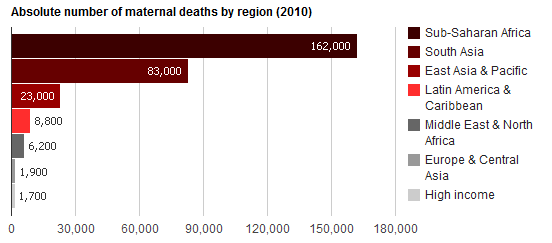 Absolute number of maternal deaths by region (2010)
162,000
83,000
23,000
8,800
6,200
1,900
1,700
0 30,000 60,000 90,000 120,000 150,000 180,000
Sub-Saharan Africa
South Asia
East Asia & Pacific
Latin America &
Caribbean
Middle East & North
Africa
Europe & Central
Asia
High income